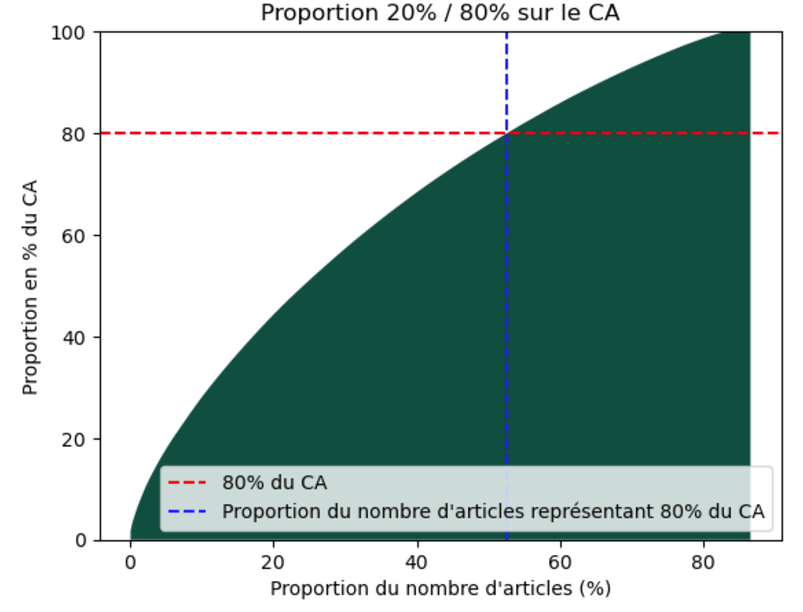 Proportion 20% / 80% sur le CA
100
80
60
40
20
0
Proportion en % du CA
80% du CA
Proportion du nombre d'articles représentant 80% du CA
0 20 40 60 80
Proportion du nombre d'articles (%)